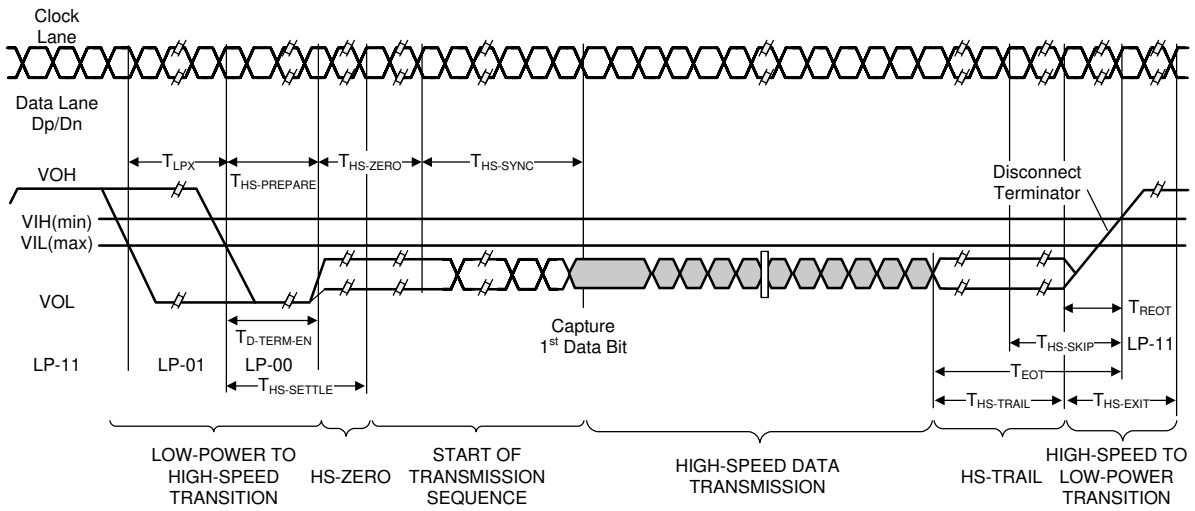 Clock
Lane
Data Lane
Dp/Dn
TLPX
THS-PREPARE
THS-ZERO
THS-SYNC
Disconnect
Terminator
VOH
VIH(min)
VIL(max)
VOL
TD-TERM-EN
Capture
1st Data Bit
TREOT
THS-SKIP
LP-11
LP-11
LP-01
LP-00
THS-SETTLE
TEOT
THS-TRAIL
THS-EXIT
LOW-POWER TO
HIGH-SPEED
TRANSITION
HS-ZERO
START OF
TRANSMISSION
SEQUENCE
HIGH-SPEED DATA
TRANSMISSION
HS-TRAIL
HIGH-SPEED TO
LOW-POWER
TRANSITION